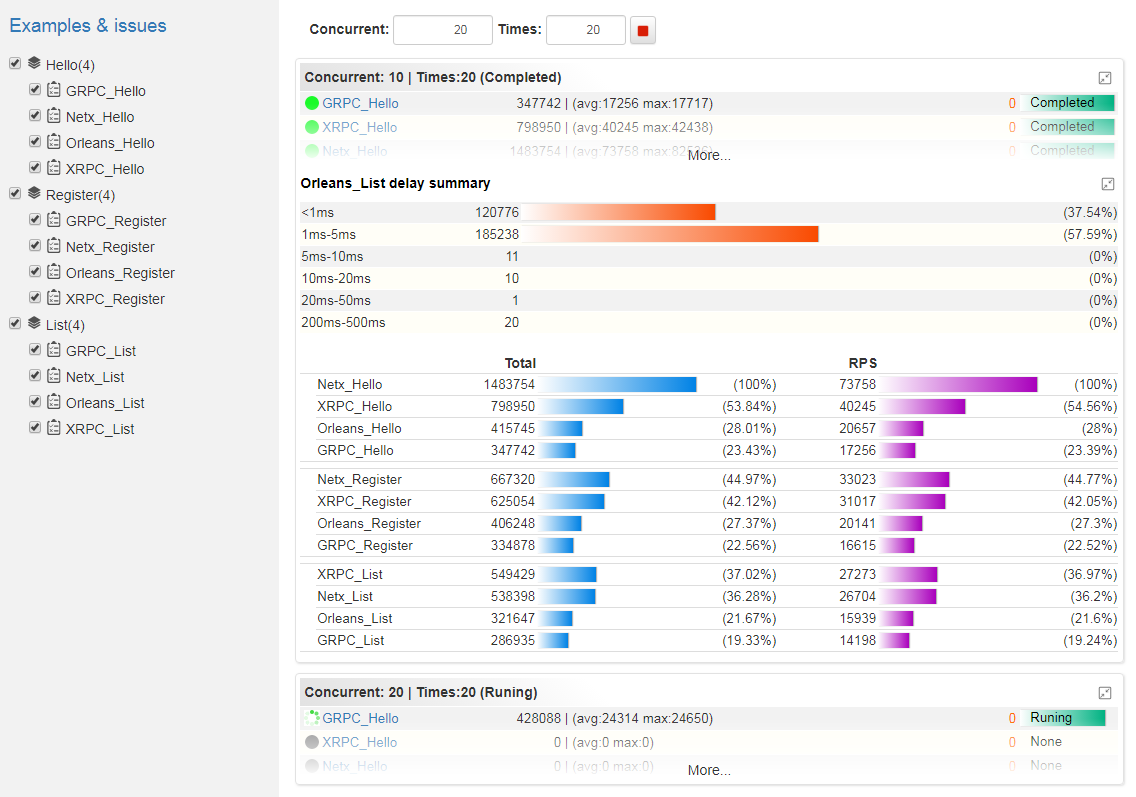 Examples & issues
Hello(4)
GRPC_Hello
Netx_Hello
Orleans_Hello
XRPC_Hello
Register(4)
GRPC_Register
Netx_Register
Orleans_Register
XRPC_Register
List(4)
GRPC_List
Netx_List
Orleans_List
XRPC_List
Concurrent: 20 Times: 20
Concurrent: 10 | Times:20 (Completed)
GRPC_Hello 347742 | (avg:17256 max:17717) 0 Completed
XRPC_Hello 798950 | (avg:40245 max:42438) 0 Completed
Netx_Hello 1483754 | (avg:73758 0 Completed
More...
Orleans_List delay summary
<1ms 120776 (37.54%)
1ms-5ms 185238 (57.59%)
5ms-10ms 11 (0%)
10ms-20ms 10 (0%)
20ms-50ms 1 (0%)
200ms-500ms 20 (0%)
Total RPS
Netx_Hello 1483754 (100%) 73758 (100%)
XRPC_Hello 798950 (53.84%) 40245 (54.56%)
Orleans_Hello 415745 (28.01%) 20657 (28%)
GRPC_Hello 347742 (23.43%) 17256 (23.39%)
Netx_Register 667320 (44.97%) 33023 (44.77%)
XRPC_Register 625054 (42.12%) 31017 (42.05%)
Orleans_Register 406248 (27.37%) 20141 (27.3%)
GRPC_Register 334878 (22.56%) 16615 (22.52%)
XRPC_List 549429 (37.02%) 27273 (36.97%)
Netx_List 538398 (36.28%) 26704 (36.2%)
Orleans_List 321647 (21.67%) 15939 (21.6%)
GRPC_List 286935 (19.33%) 14198 (19.24%)
Concurrent: 20 | Times:20 (Runing)
GRPC_Hello 428088 | (avg:24314 max:24650) 0 Runing
XRPC_Hello 0 | (avg:0 max:0) 0 None
Netx_Hello 0 | (avg:0 max:0) 0 None
More...